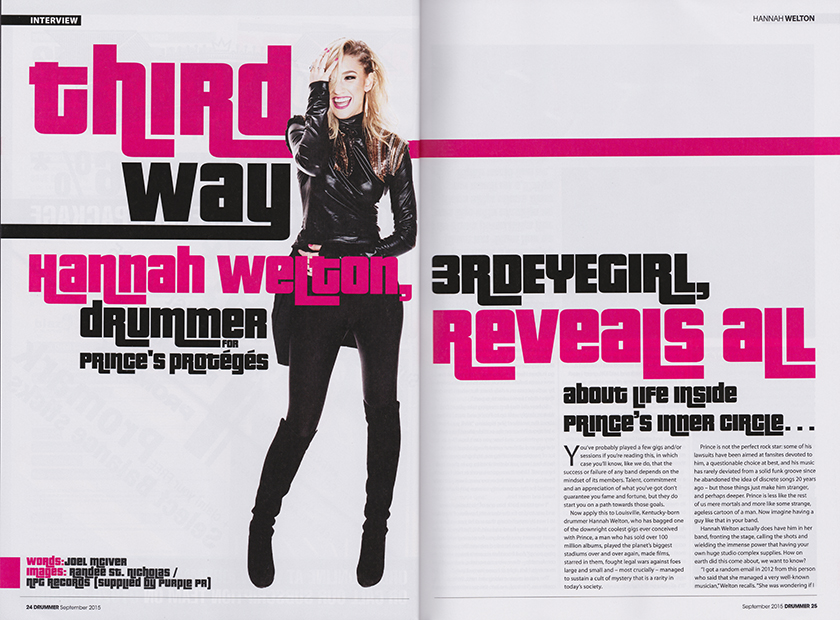 INTERVIEW
third
way
Hannah Welton,
drummer
FOR
Prince's protégés
WORDS: JOEL MCIVER
IMAGES: RANDEE ST. NICHOLAS /
NPG RECORDS [SUPPLIED BY PURPLE PR]
24 DRUMMER September 2015
HANNAH WELTON
3RDEYEGIRL,
Reveals all
about life inside
Prince's inner circle...
You've probably played a few gigs and/or
sessions if you're reading this, in which
case you'll know, like we do, that the
success or failure of any band depends on the
mindset of its members. Talent, commitment
and an appreciation of what you've got don't
guarantee you fame and fortune, but they do
start you on a path towards those goals.
Now apply this to Louisville, Kentucky-born
drummer Hannah Welton, who has bagged one
of the downright coolest gigs ever conceived
with Prince, a man who has sold over 100
million albums, played the planet's biggest
stadiums over and over again, made films,
starred in them, fought legal wars against foes
large and small and – most crucially – managed
to sustain a cult of mystery that is a rarity in
today's society.
Prince is not the perfect rock star: some of his
lawsuits have been aimed at fansites devoted to
him, a questionable choice at best, and his music
has rarely deviated from a solid funk groove since
he abandoned the idea of discrete songs 20 years
ago – but those things just make him stranger,
and perhaps deeper. Prince is less like the rest
of us mere mortals and more like some strange,
ageless cartoon of a man. Now imagine having a
guy like that in your band.
Hannah Welton actually does have him in her
band, fronting the stage, calling the shots and
wielding the immense power that having your
own huge studio complex supplies. How on
earth did this come about, we want to know?
"I got a random email in 2012 from this person
who said that she managed a very well-known
musician," Welton recalls. "She was wondering if I
September 2015 DRUMMER 25